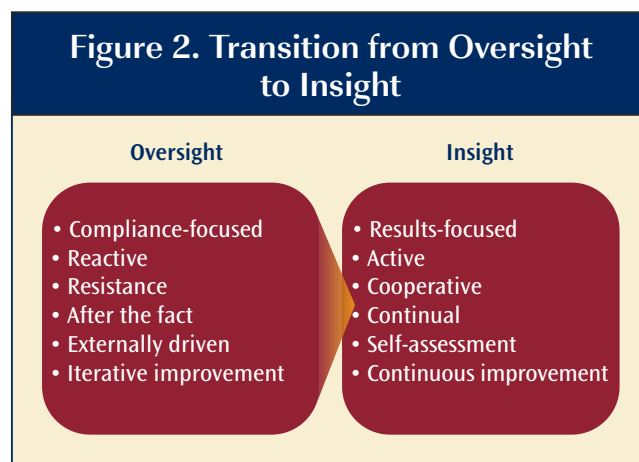 Figure 2. Transition from Oversight
to Insight
Oversight
• Compliance-focused
• Reactive
• Resistance
• After the fact
• Externally driven
• Iterative improvement
Insight
• Results-focused
• Active
• Cooperative
• Continual
• Self-assessment
• Continuous improvement